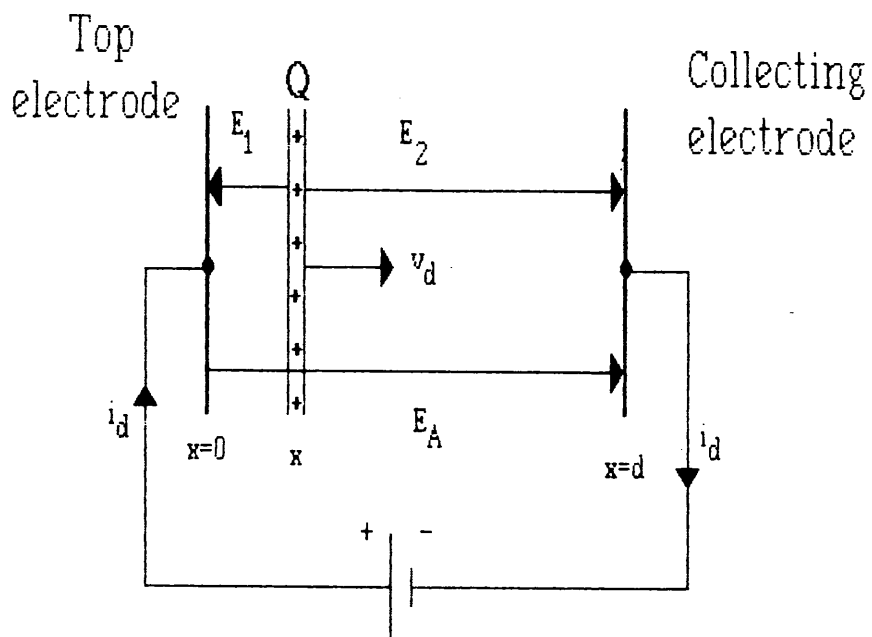 Top
electrode
Q
Collecting
electrode
E1
E2
+
+
+
+
+
+
vd
id
x=0
x
EA
x=d
id
+ -